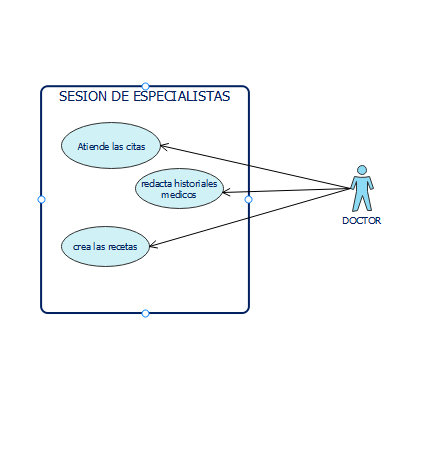 SESION DE ESPECIALISTAS
Atiende las citas
redacta historiales
medicos
DOCTOR
crea las recetas